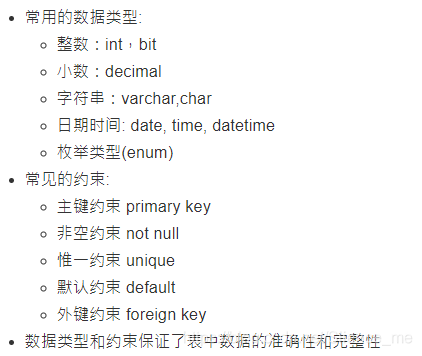 常用的数据类型:
整数：int，bit
小数：decimal
字符串：varchar,char
日期时间: date, time, datetime
枚举类型(enum)
常见的约束:
主键约束 primary key
非空约束 not null
惟一约束 unique
默认约束 default
外键约束 foreign key
数据类型和约束保证了表中数据的准确性和完整性